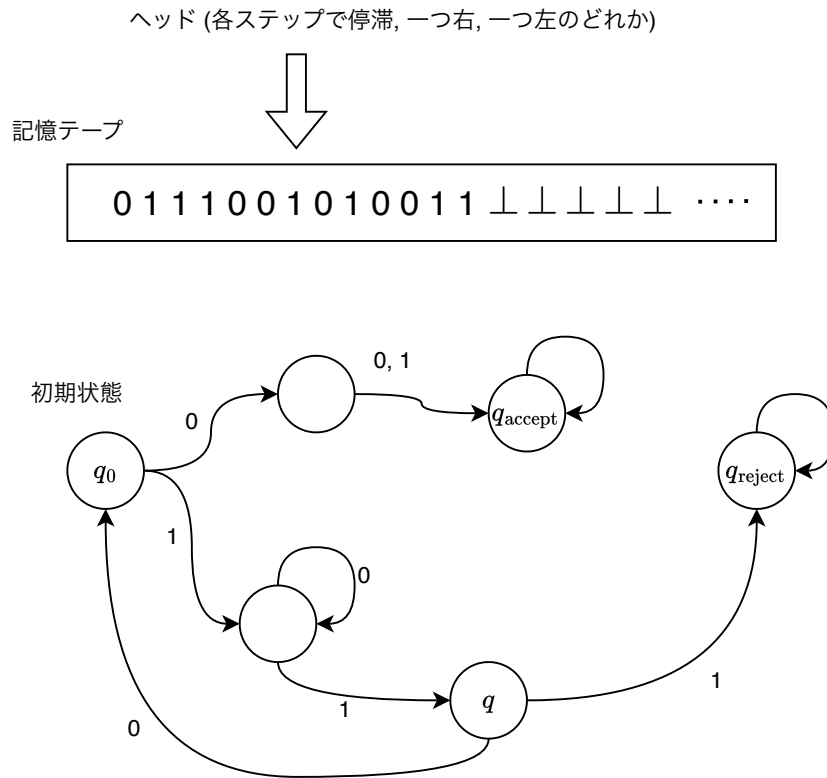 ヘッド (各ステップで停滞, 一つ右, 一つ左のどれか)
記憶テープ
0 1 1 1 0 0 1 0 1 0 0 1 1 ⊥ ⊥ ⊥ ⊥ ⊥ ····
初期状態
0, 1
q_accept
0
q_0
q_reject
1
0
1
q
1
0